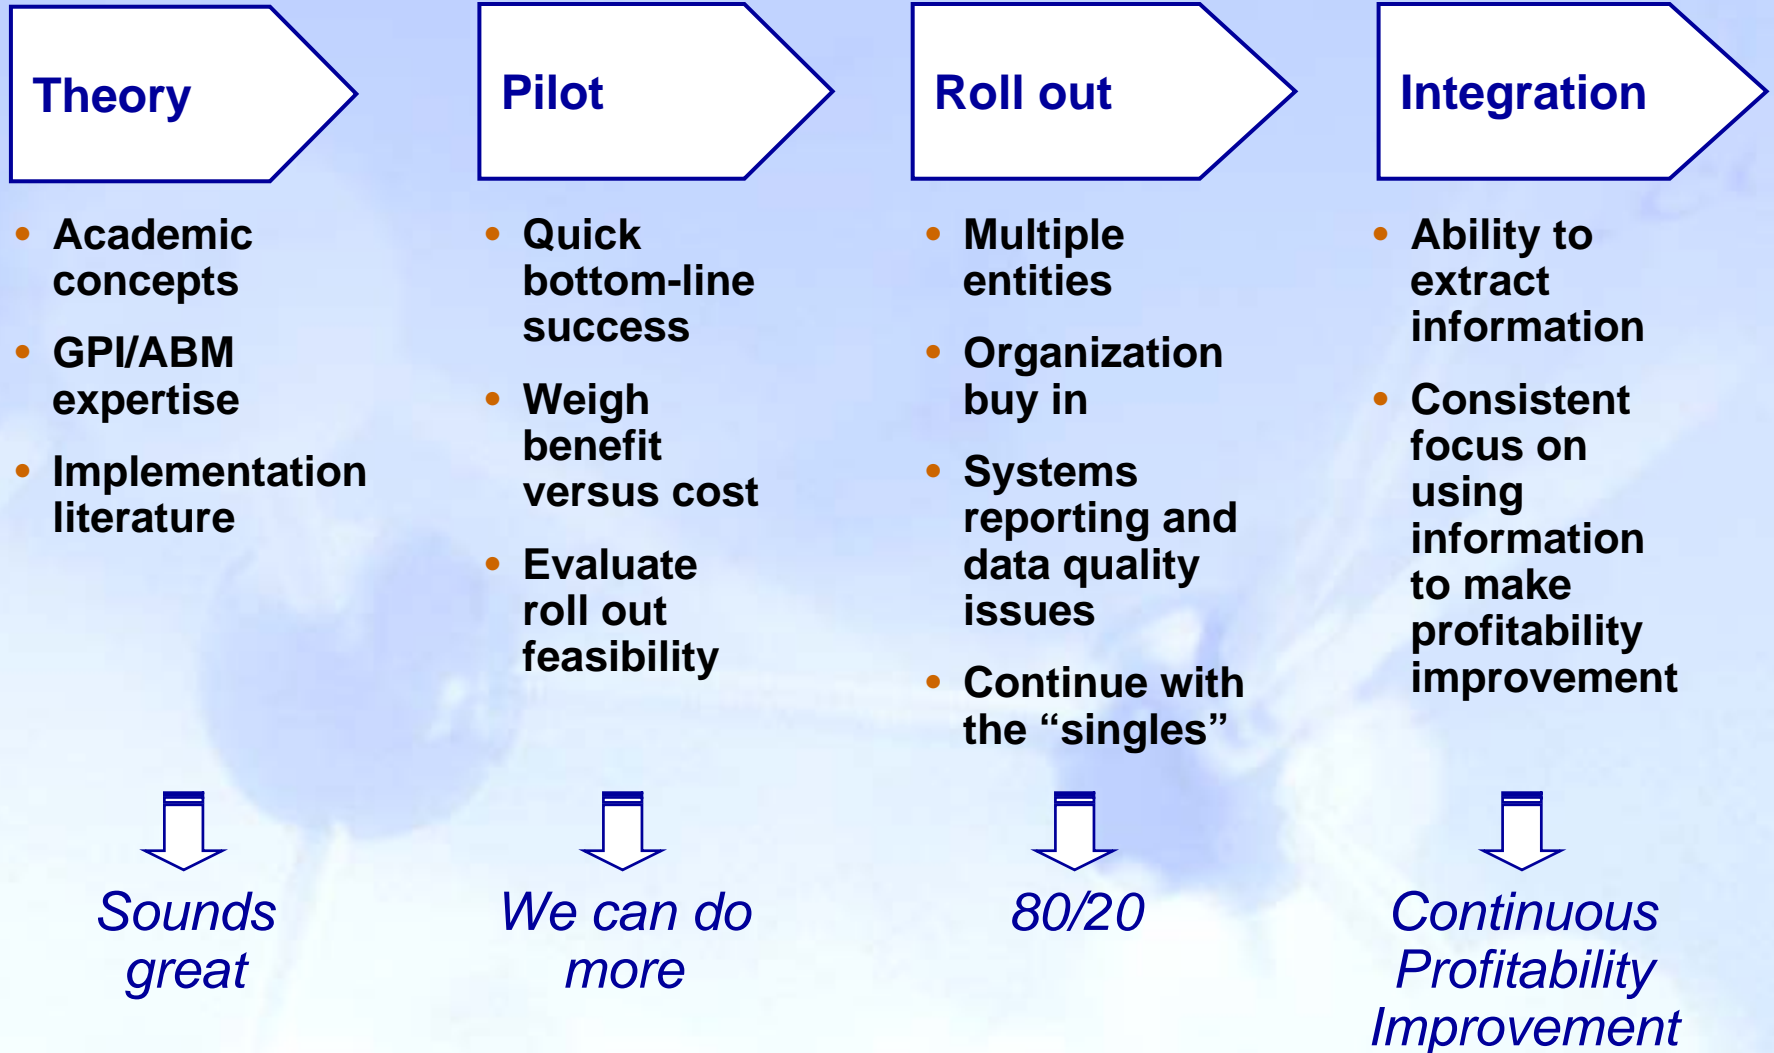 Theory
• Academic
concepts
• GPI/ABM
expertise
• Implementation
literature
Sounds
great
Pilot
• Quick
bottom-line
success
• Weigh
benefit
versus cost
• Evaluate
roll out
feasibility
We can do
more
Roll out
• Multiple
entities
• Organization
buy in
• Systems
reporting and
data quality
issues
• Continue with
the “singles”
80/20
Integration
• Ability to
extract
information
• Consistent
focus on
using
information
to make
profitability
improvement
Continuous
Profitability
Improvement